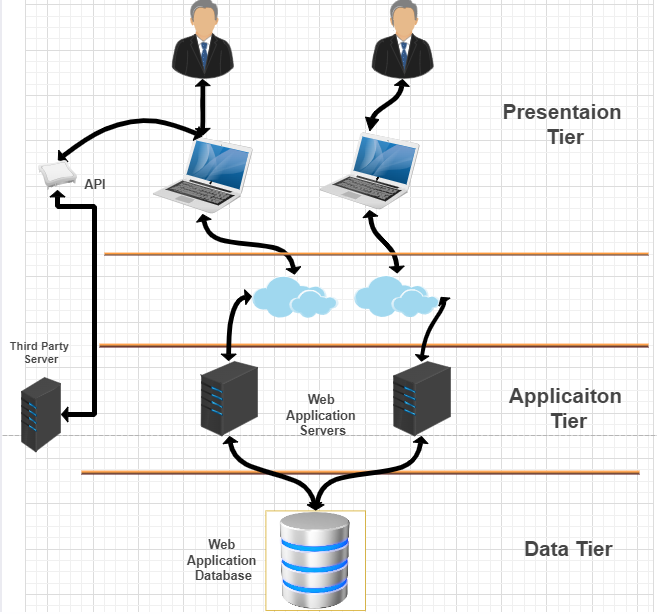 Presentaion
Tier
API
Third Party
Server
Web
Application
Servers
Applicaiton
Tier
Web
Application
Database
Data Tier